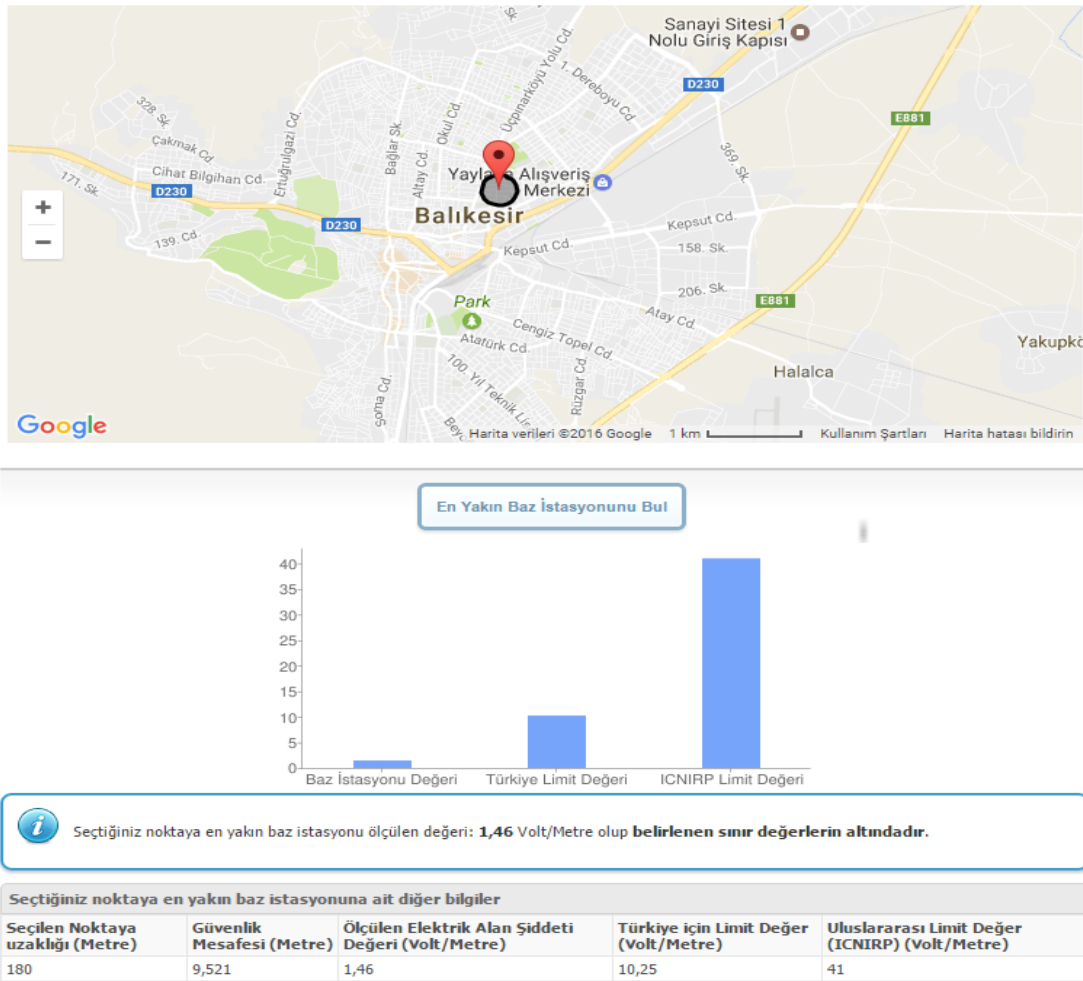 Sanayi Sitesi 1
Nolu Giriş Kapısı
Üçpınarköyü Yolu Cd.
1. Dereboyu Cd.
D230
E881
328. Sk.
Çakmak Cd.
Cihat Bilgihan Cd.
Ertuğrulgazi Cd.
Bağlar Sk.
Okul Cd.
Altay Cd.
369. Sk.
171. Sk.
D230
Yayla Alışveriş
Merkezi
+
−
Balıkesir
D230
139. Cd.
Kepsut Cd.
Kepsut Cd.
158. Sk.
206. Sk.
E881
Park
Atay Cd.
Cengiz Topel Cd.
Atatürk Cd.
100. Yıl Teknik
Rüzgar Cd.
Soma Cd.
Halalca
Google
Harita verileri ©2016 Google 1 km Kullanım Şartları Harita hatası bildirin
En Yakın Baz İstasyonunu Bul
40
35
30
25
20
15
10
5
0
Baz İstasyonu Değeri Türkiye Limit Değeri ICNIRP Limit Değeri
Seçtiğiniz noktaya en yakın baz istasyonu ölçülen değeri: 1,46 Volt/Metre olup belirlenen sınır değerlerin altındadır.
Seçtiğiniz noktaya en yakın baz istasyonuna ait diğer bilgiler
Seçilen Noktaya Güvenlik Ölçülen Elektrik Alan Şiddeti Türkiye için Limit Değer Uluslararası Limit Değer
uzaklığı (Metre) Mesafesi (Metre) Değeri (Volt/Metre) (Volt/Metre) (ICNIRP) (Volt/Metre)
180 9,521 1,46 10,25 41